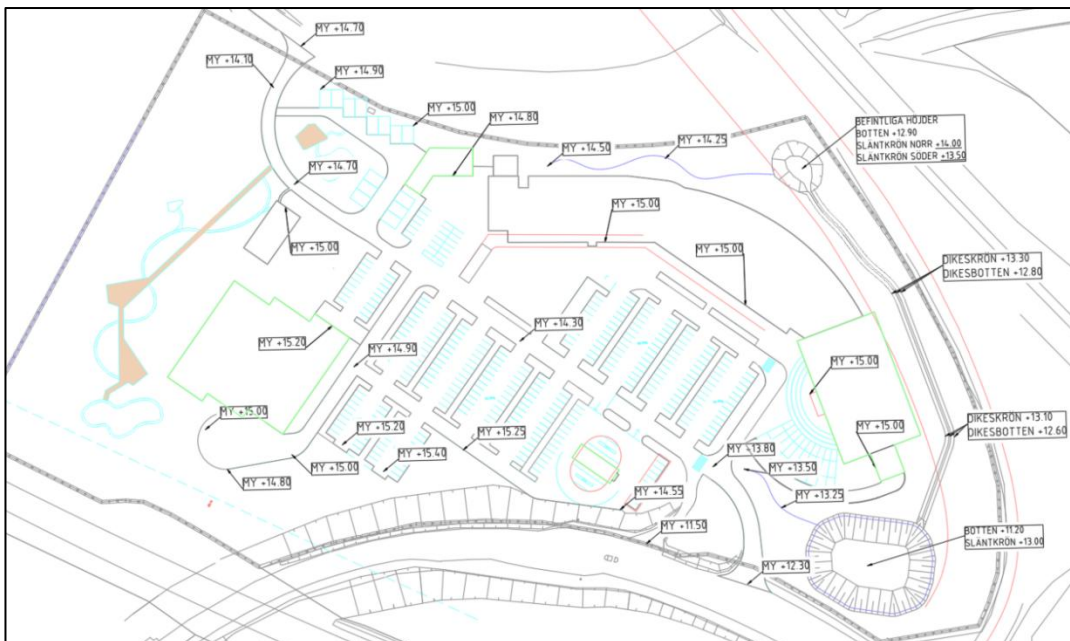 MY +14.70
MY +14.10
MY +14.90
MY +15.00
MY +14.80
MY +14.50
MY +14.25
BEFINTLIGA HÖJDER
BOTTEN +12.90
SLÄNTKRÖN NORR +14.00
SLÄNTKRÖN SÖDER +13.50
MY +14.70
MY +15.00
MY +15.00
MY +15.00
DIKESKRÖN +13.30
DIKESBOTTEN +12.80
MY +14.30
MY +15.20
MY +14.90
MY +15.00
MY +15.00
MY +15.20
MY +15.25
MY +15.00
DIKESKRÖN +13.10
DIKESBOTTEN +12.60
MY +15.40
MY +13.80
MY +15.00
MY +13.50
MY +14.80
MY +14.55
MY +13.25
MY +11.50
BOTTEN +11.20
SLÄNTKRÖN +13.00
MY +12.30